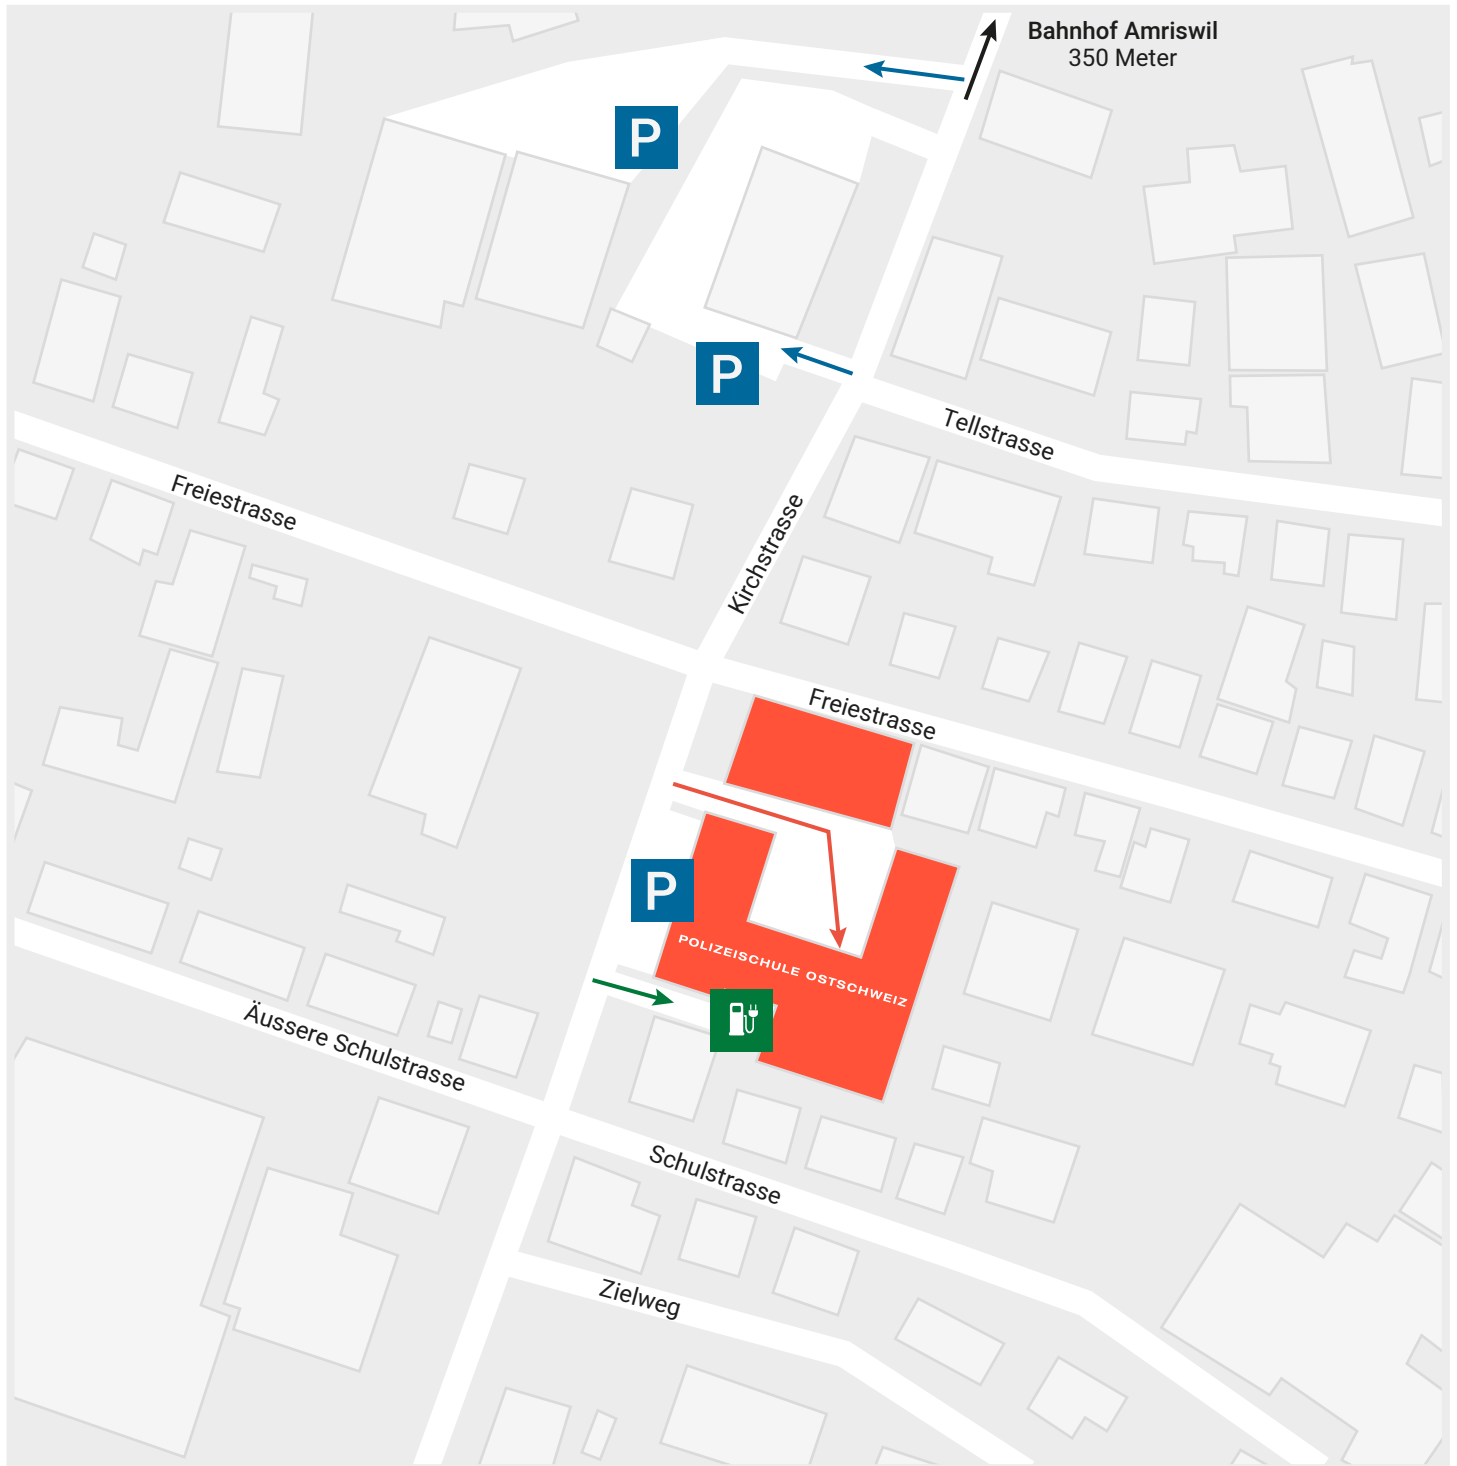 Bahnhof Amriswil
350 Meter
P
P
Tellstrasse
Freiestrasse
Kirchstrasse
Freiestrasse
P
POLIZEISCHULE OSTSCHWEIZ
Äussere Schulstrasse
Schulstrasse
Zielweg